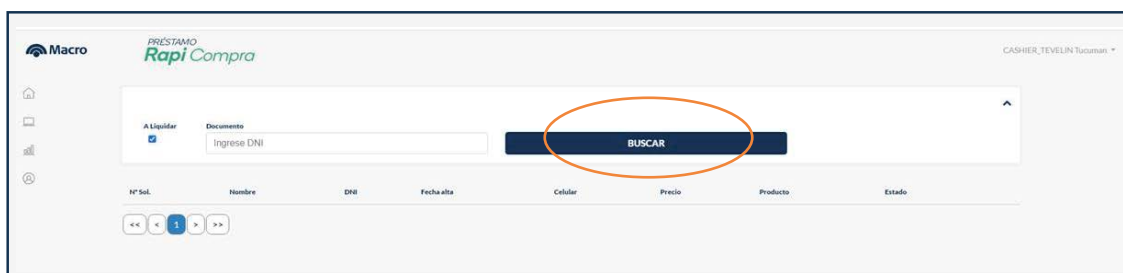 Macro
PRÉSTAMO
Rapi Compra
CASHIER_TEVELIN Tucuman
A Liquidar
Documento
Ingrese DNI
BUSCAR
N° Sol. Nombre DNI Fecha alta Celular Precio Producto Estado
<< < 1 > >>